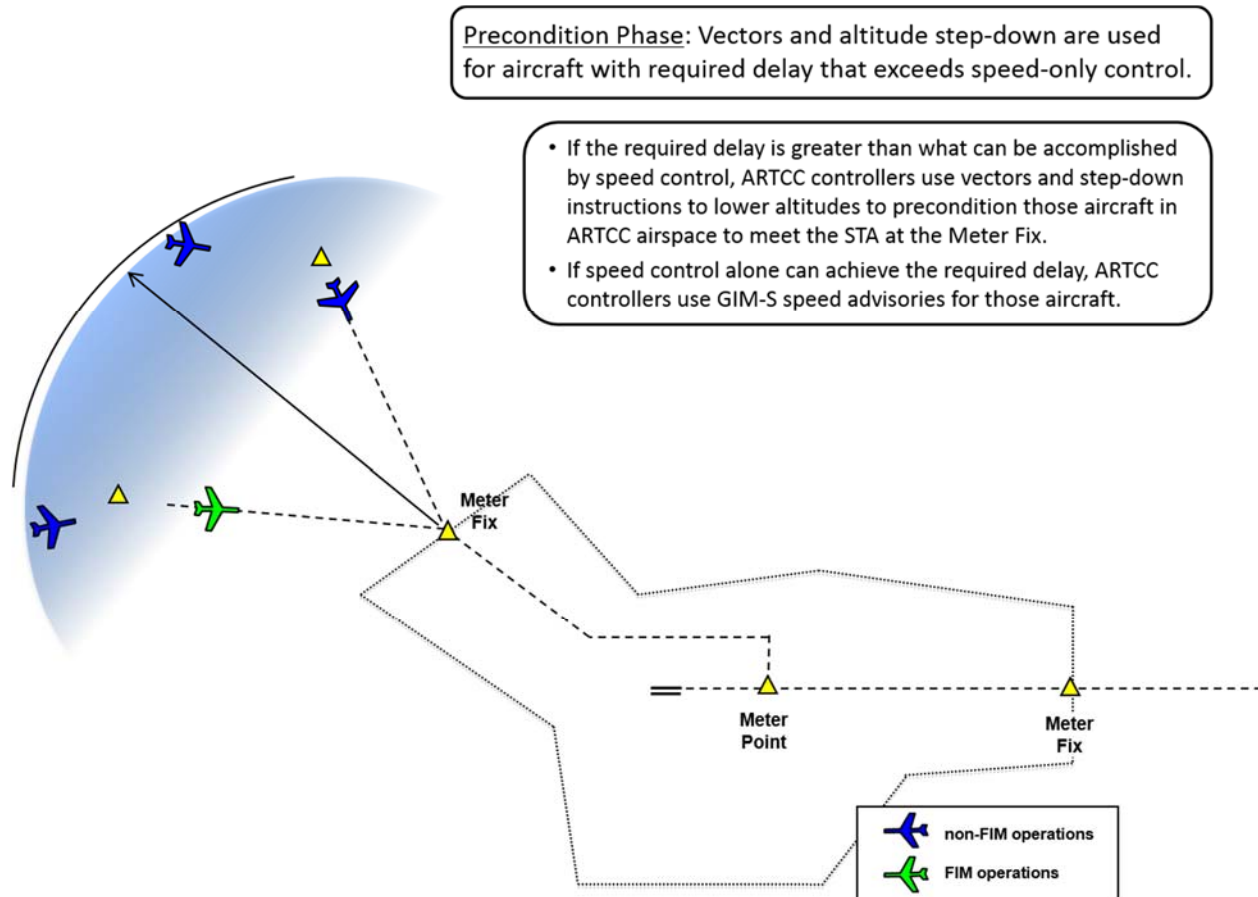 Precondition Phase: Vectors and altitude step-down are used
for aircraft with required delay that exceeds speed-only control.
• If the required delay is greater than what can be accomplished
by speed control, ARTCC controllers use vectors and step-down
instructions to lower altitudes to precondition those aircraft in
ARTCC airspace to meet the STA at the Meter Fix.
• If speed control alone can achieve the required delay, ARTCC
controllers use GIM-S speed advisories for those aircraft.
Meter
Fix
Meter
Point
Meter
Fix
non-FIM operations
FIM operations